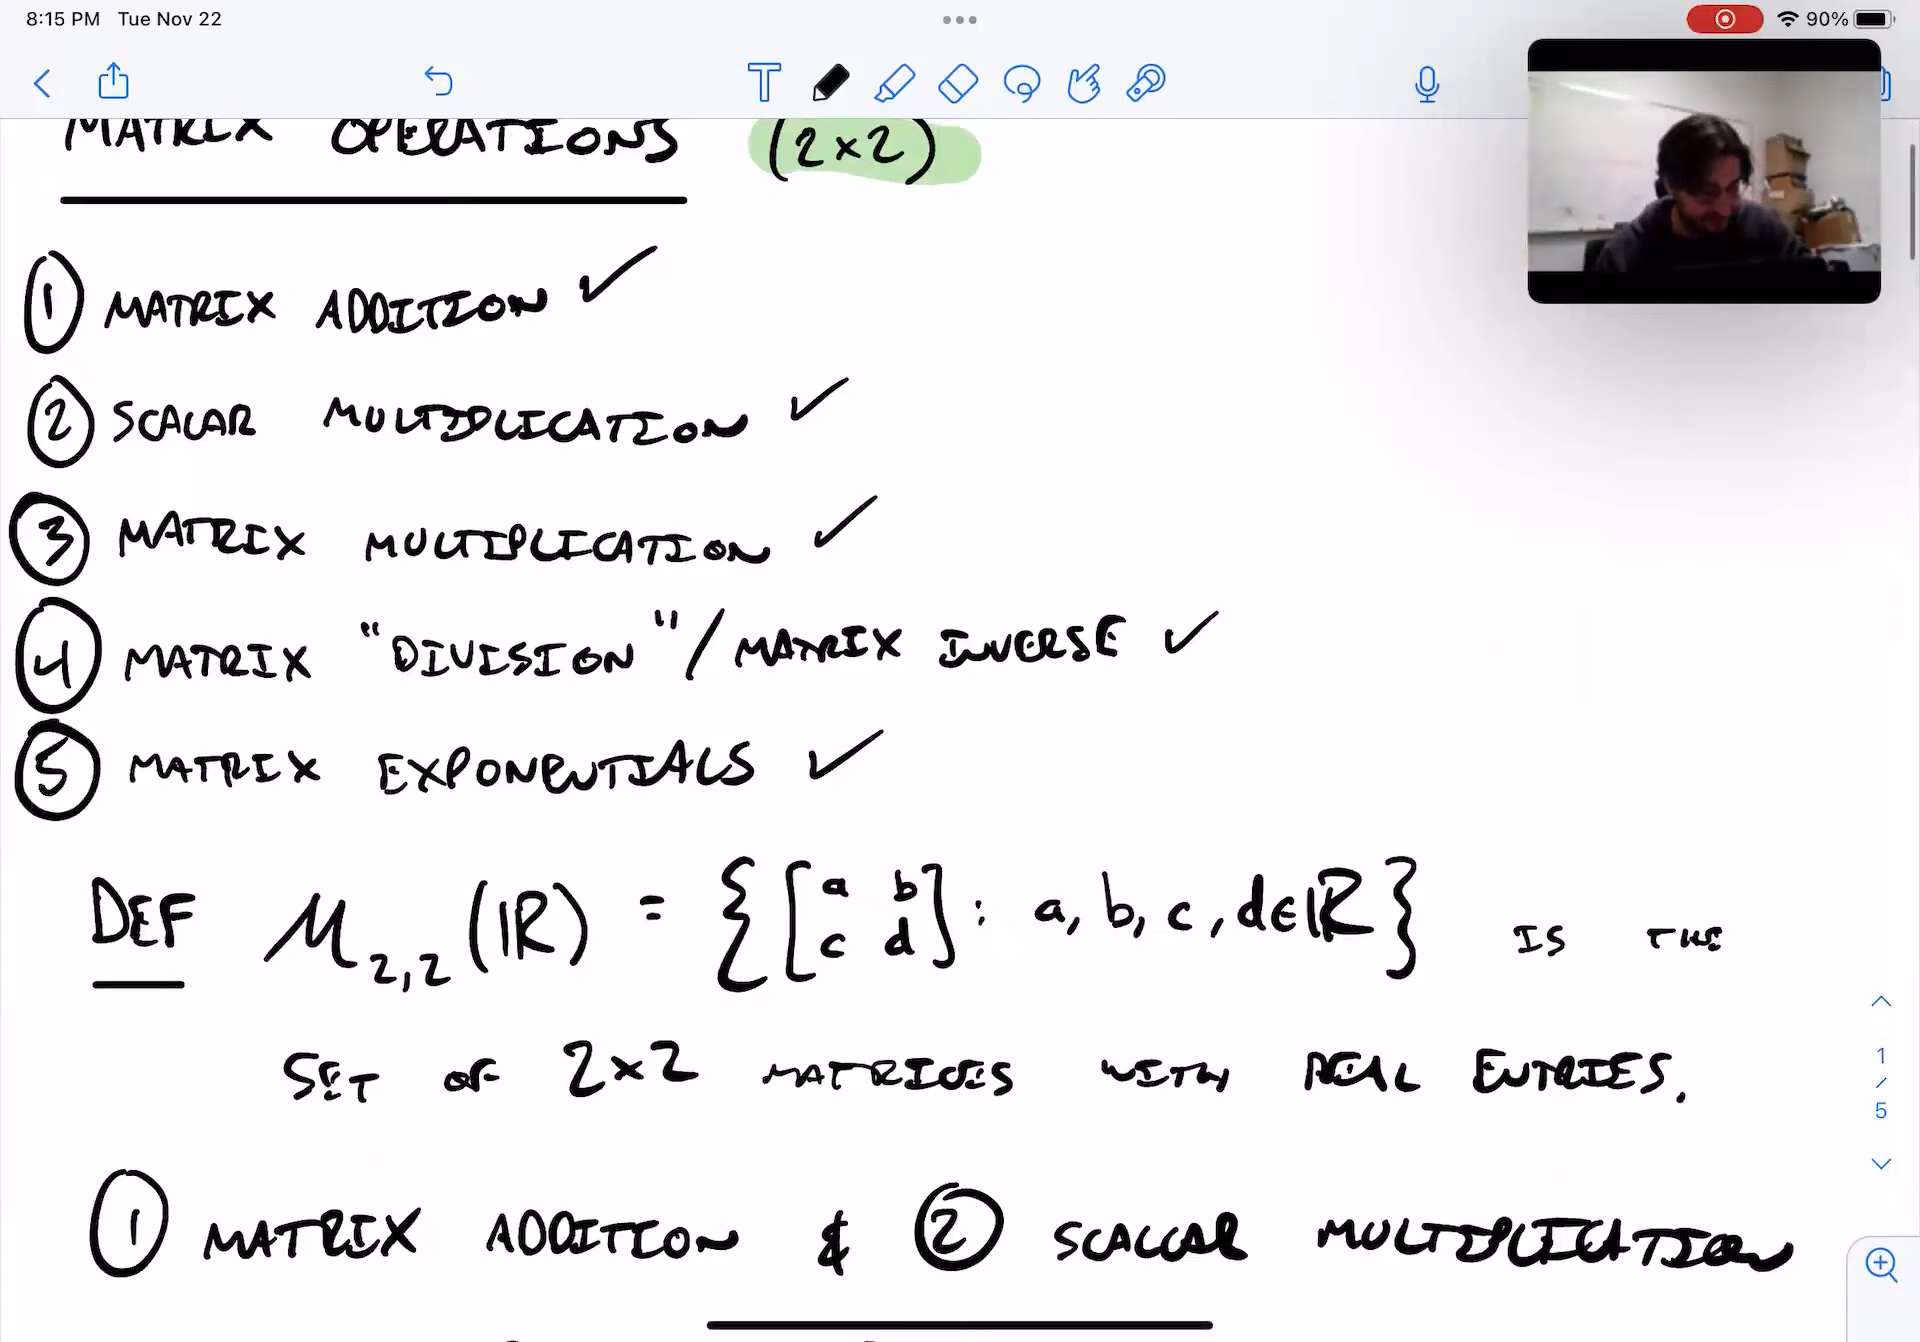 8:15 PM Tue Nov 22
90%
MATRIX OPERATIONS (2×2)
① MATRIX ADDITION ✓
② SCALAR MULTIPLICATION ✓
③ MATRIX MULTIPLICATION ✓
④ MATRIX "DIVISION"/MATRIX INVERSE ✓
⑤ MATRIX EXPONENTIALS ✓
DEF M₂,₂(ℝ) = {[a b; c d] : a, b, c, d ∈ ℝ} IS THE
SET OF 2×2 MATRICES WITH REAL ENTRIES.
1
/
5
① MATRIX ADDITION & ② SCALLAR MULTIPLICATION